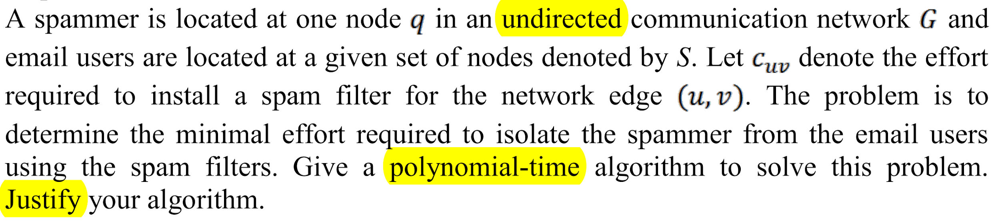 A spammer is located at one node q in an undirected communication network G and
email users are located at a given set of nodes denoted by S. Let c_{uv} denote the effort
required to install a spam filter for the network edge (u, v). The problem is to
determine the minimal effort required to isolate the spammer from the email users
using the spam filters. Give a polynomial-time algorithm to solve this problem.
Justify your algorithm.